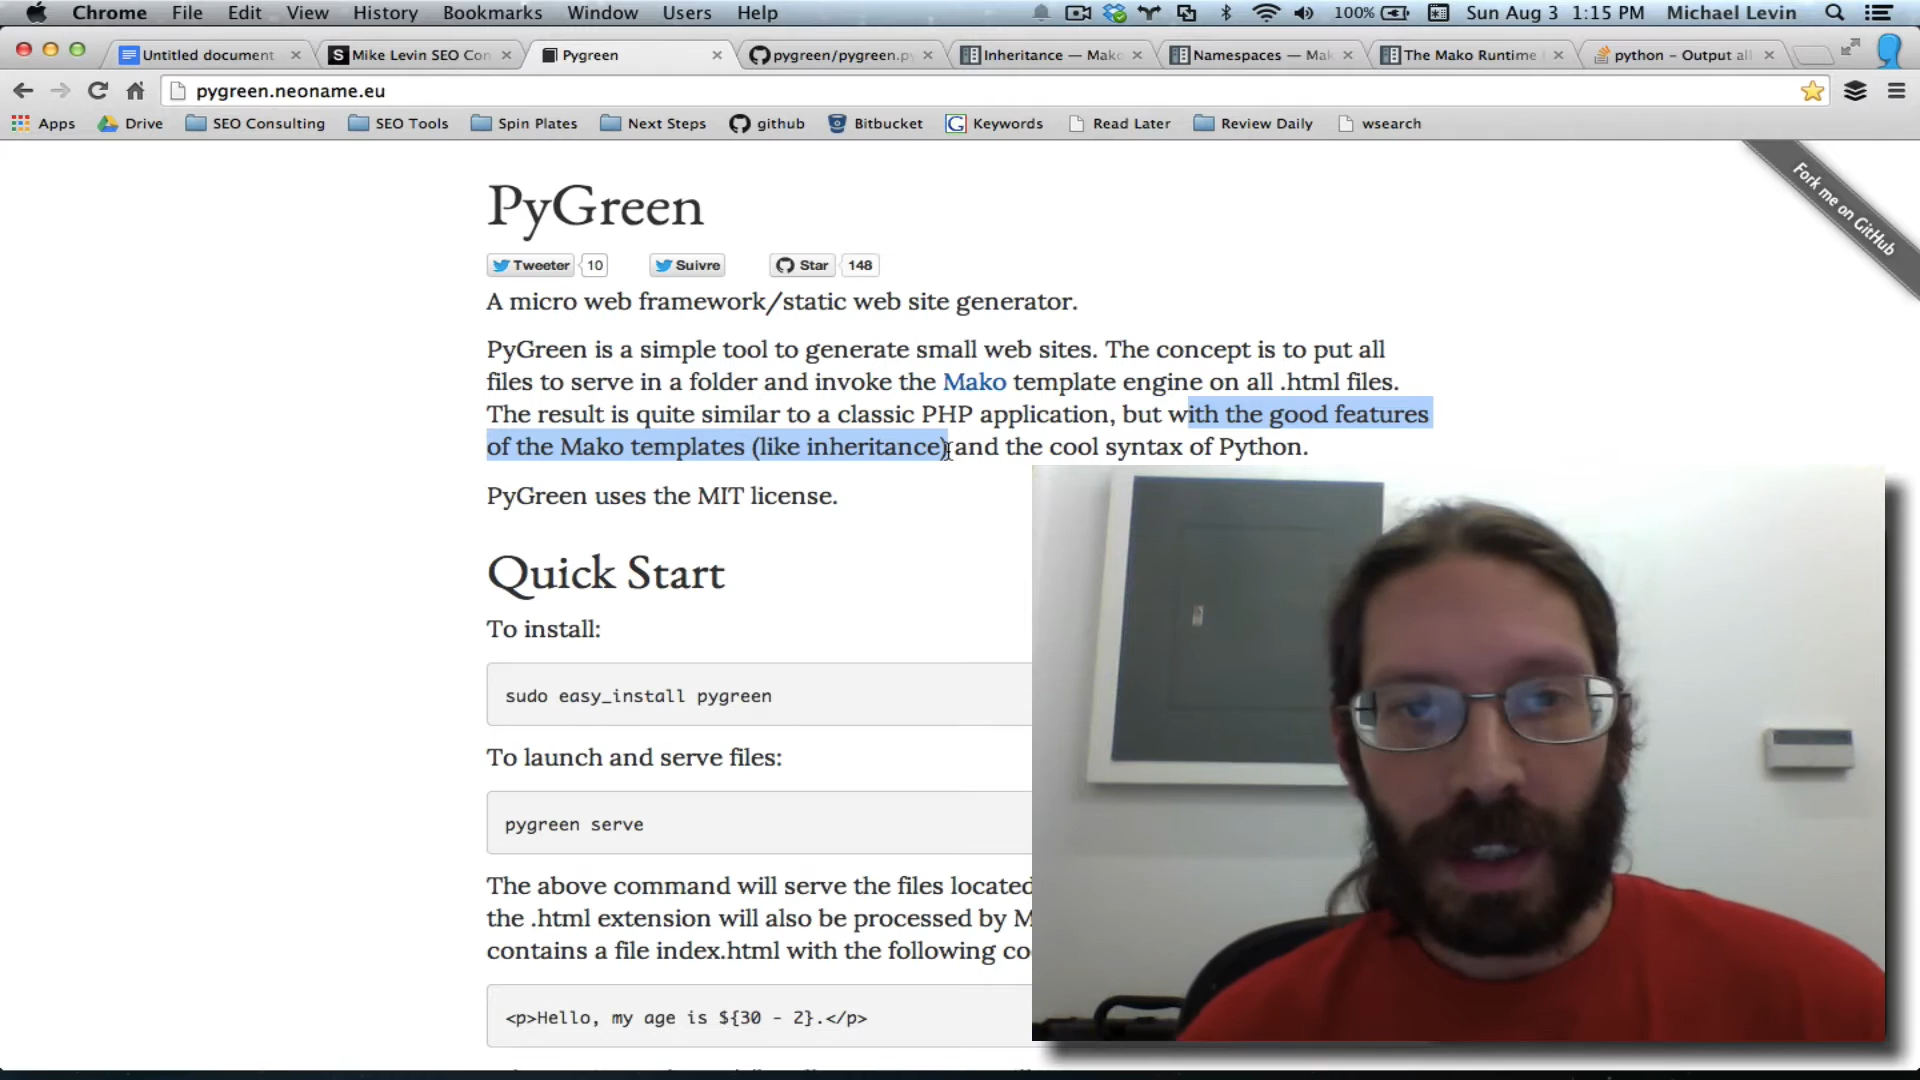 Chrome File Edit View History Bookmarks Window Users Help 100% Sun Aug 3 1:15 PM Michael Levin
Untitled document Mike Levin SEO Con Pygreen pygreen/pygreen.py Inheritance — Mako Namespaces — Mak The Mako Runtime python - Output all
pygreen.neoname.eu
Apps Drive SEO Consulting SEO Tools Spin Plates Next Steps github Bitbucket Keywords Read Later Review Daily wsearch
Fork me on GitHub
PyGreen
Tweeter 10 Suivre Star 148
A micro web framework/static web site generator.
PyGreen is a simple tool to generate small web sites. The concept is to put all
files to serve in a folder and invoke the Mako template engine on all .html files.
The result is quite similar to a classic PHP application, but with the good features
of the Mako templates (like inheritance) and the cool syntax of Python.
PyGreen uses the MIT license.
Quick Start
To install:
sudo easy_install pygreen
To launch and serve files:
pygreen serve
The above command will serve the files located
the .html extension will also be processed by M
contains a file index.html with the following co
<p>Hello, my age is ${30 - 2}.</p>